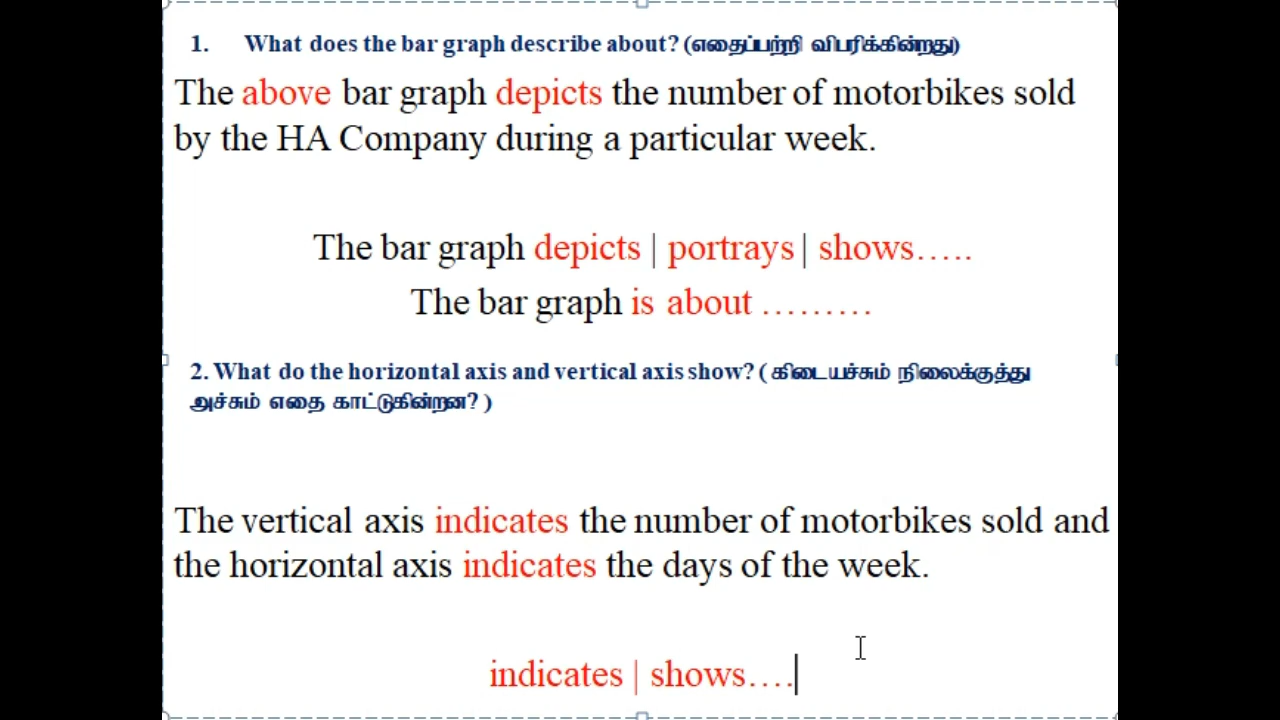 1. What does the bar graph describe about? (எதைப்பற்றி விபரிக்கின்றது)
The above bar graph depicts the number of motorbikes sold
by the HA Company during a particular week.
The bar graph depicts | portrays | shows…..
The bar graph is about ………
2. What do the horizontal axis and vertical axis show? ( கிடையச்சும் நிலைக்குத்து
அச்சும் எதை காட்டுகின்றன? )
The vertical axis indicates the number of motorbikes sold and
the horizontal axis indicates the days of the week.
indicates | shows….